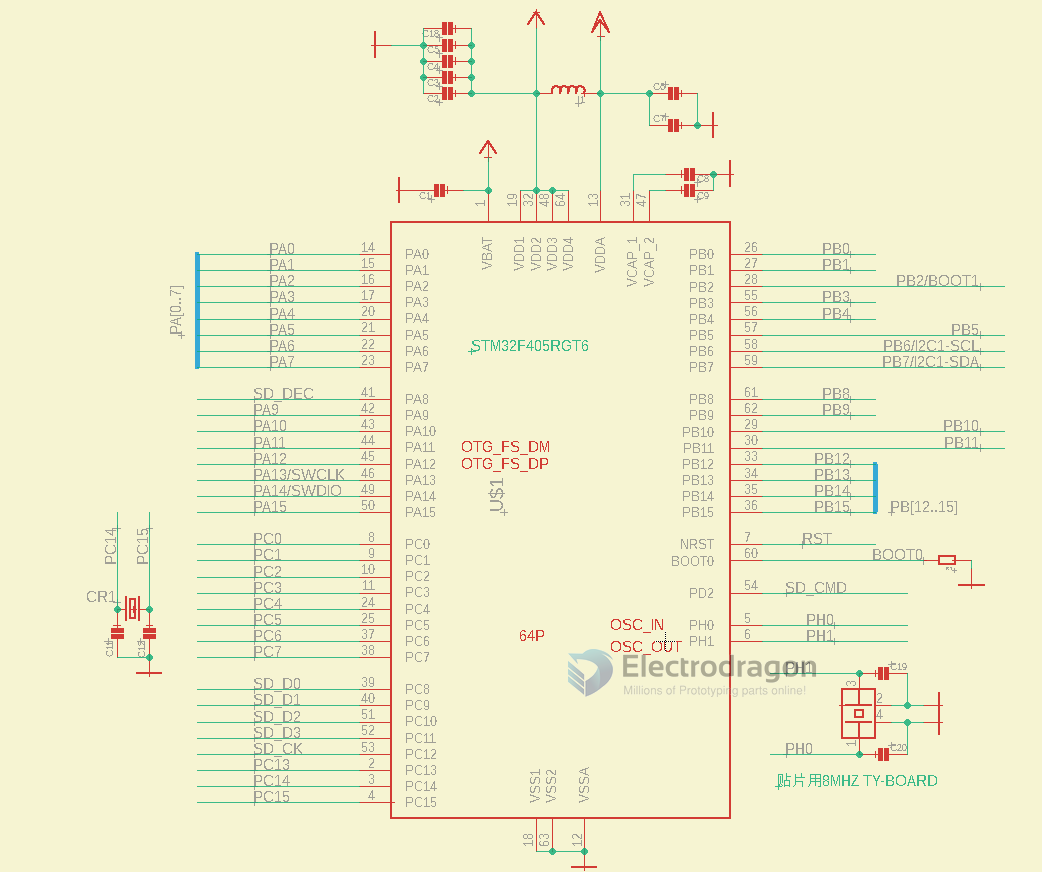 C18
C5
C4
C3
C2
L1
C6
C7
C1
C8
C9
1 19 32 48 64 13 31 47
VBAT VDD1 VDD2 VDD3 VDD4 VDDA VCAP_1 VCAP_2
PA[0..7]
PA0 14 PA0
PA1 15 PA1
PA2 16 PA2
PA3 17 PA3
PA4 20 PA4
PA5 21 PA5
PA6 22 PA6
PA7 23 PA7
SD_DEC 41 PA8
PA9 42 PA9
PA10 43 PA10
PA11 44 PA11
PA12 45 PA12
PA13/SWCLK 46 PA13
PA14/SWDIO 49 PA14
PA15 50 PA15
PC0 8 PC0
PC1 9 PC1
PC2 10 PC2
PC3 11 PC3
PC4 24 PC4
PC5 25 PC5
PC6 37 PC6
PC7 38 PC7
SD_D0 39 PC8
SD_D1 40 PC9
SD_D2 51 PC10
SD_D3 52 PC11
SD_CK 53 PC12
PC13 2 PC13
PC14 3 PC14
PC15 4 PC15
STM32F405RGT6
OTG_FS_DM
OTG_FS_DP
U$1
64P
OSC_IN
OSC_OUT
PB0 26 PB0
PB1 27 PB1
PB2 28 PB2/BOOT1
PB3 55 PB3
PB4 56 PB4
PB5 57 PB5
PB6 58 PB6/I2C1-SCL
PB7 59 PB7/I2C1-SDA
PB8 61 PB8
PB9 62 PB9
PB10 29 PB10
PB11 30 PB11
PB12 33 PB12
PB13 34 PB13
PB14 35 PB14
PB15 36 PB15
PB[12..15]
NRST 7 RST
BOOT0 60 BOOT0
PD2 54 SD_CMD
PH0 5 PH0
PH1 6 PH1
PC14 PC15
CR1
Electrodragon
Millions of Prototyping parts online!
PH1
C19
3
2
4
1
PH0
C20
贴片用8MHZ TY-BOARD
VSS1 VSS2 VSSA
18 63 12